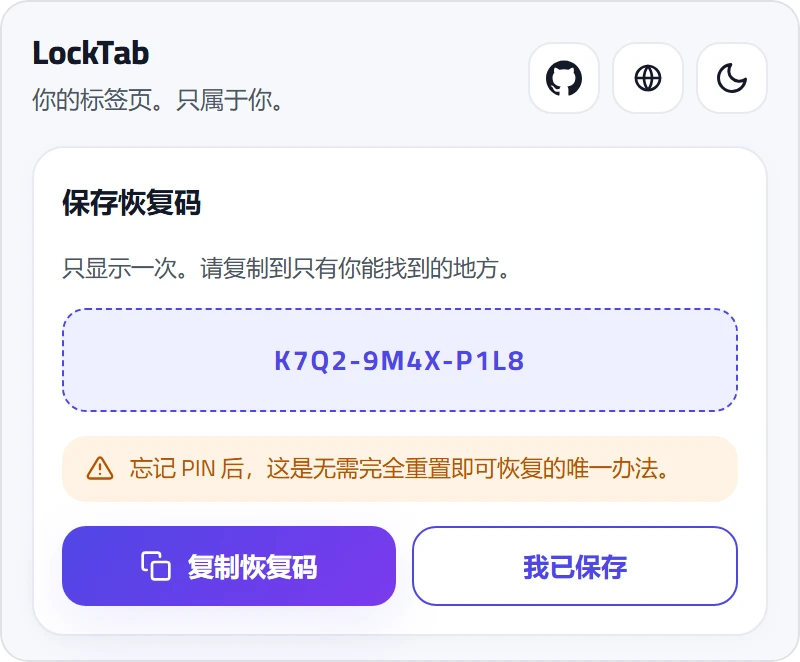 LockTab
你的标签页。只属于你。
保存恢复码
只显示一次。请复制到只有你能找到的地方。
K7Q2-9M4X-P1L8
忘记 PIN 后，这是无需完全重置即可恢复的唯一办法。
复制恢复码
我已保存